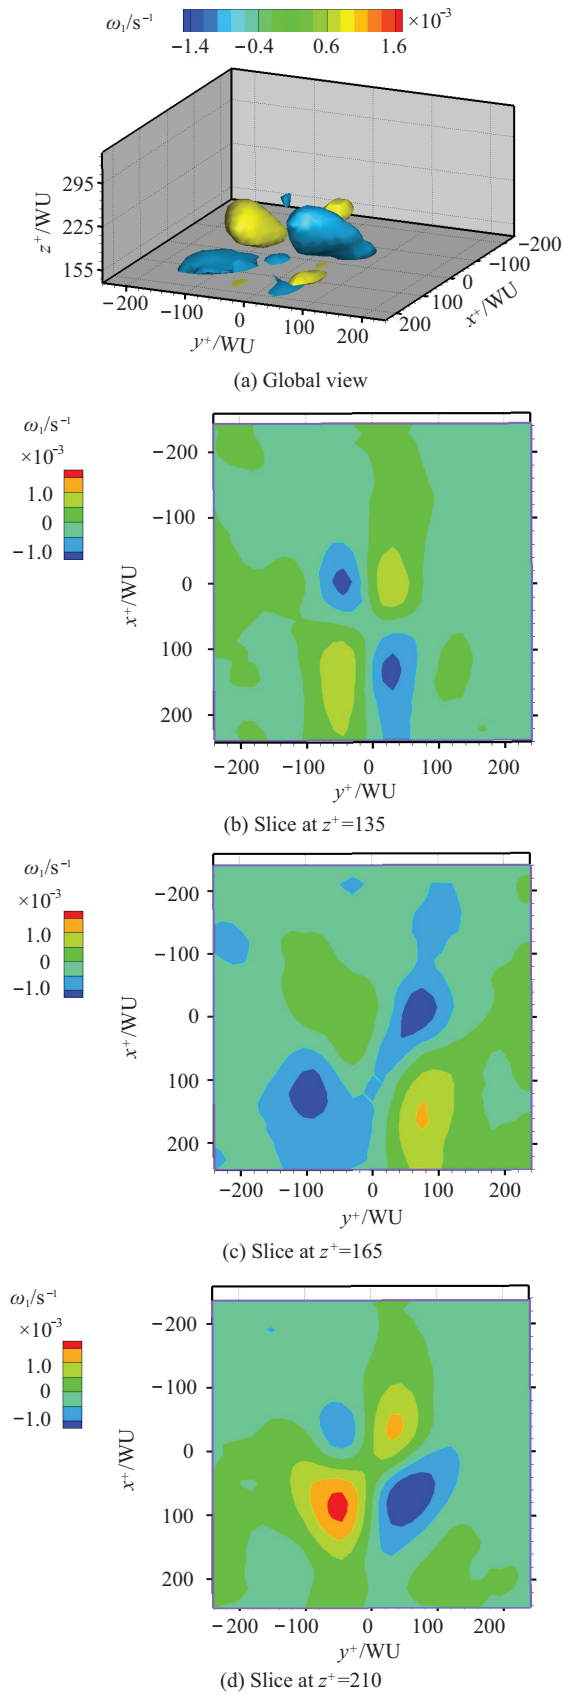 ω₁/s⁻¹
×10⁻³
−1.4 −0.4 0.6 1.6
z⁺/WU
295
225
155
−200 −100 0 100 200
y⁺/WU
−200
−100
0
100
200
x⁺/WU
(a) Global view
ω₁/s⁻¹
×10⁻³
1.0
0
−1.0
x⁺/WU
−200
−100
0
100
200
−200 −100 0 100 200
y⁺/WU
(b) Slice at z⁺=135
ω₁/s⁻¹
×10⁻³
1.0
0
−1.0
x⁺/WU
−200
−100
0
100
200
−200 −100 0 100 200
y⁺/WU
(c) Slice at z⁺=165
ω₁/s⁻¹
×10⁻³
1.0
0
−1.0
x⁺/WU
−200
−100
0
100
200
−200 −100 0 100 200
y⁺/WU
(d) Slice at z⁺=210